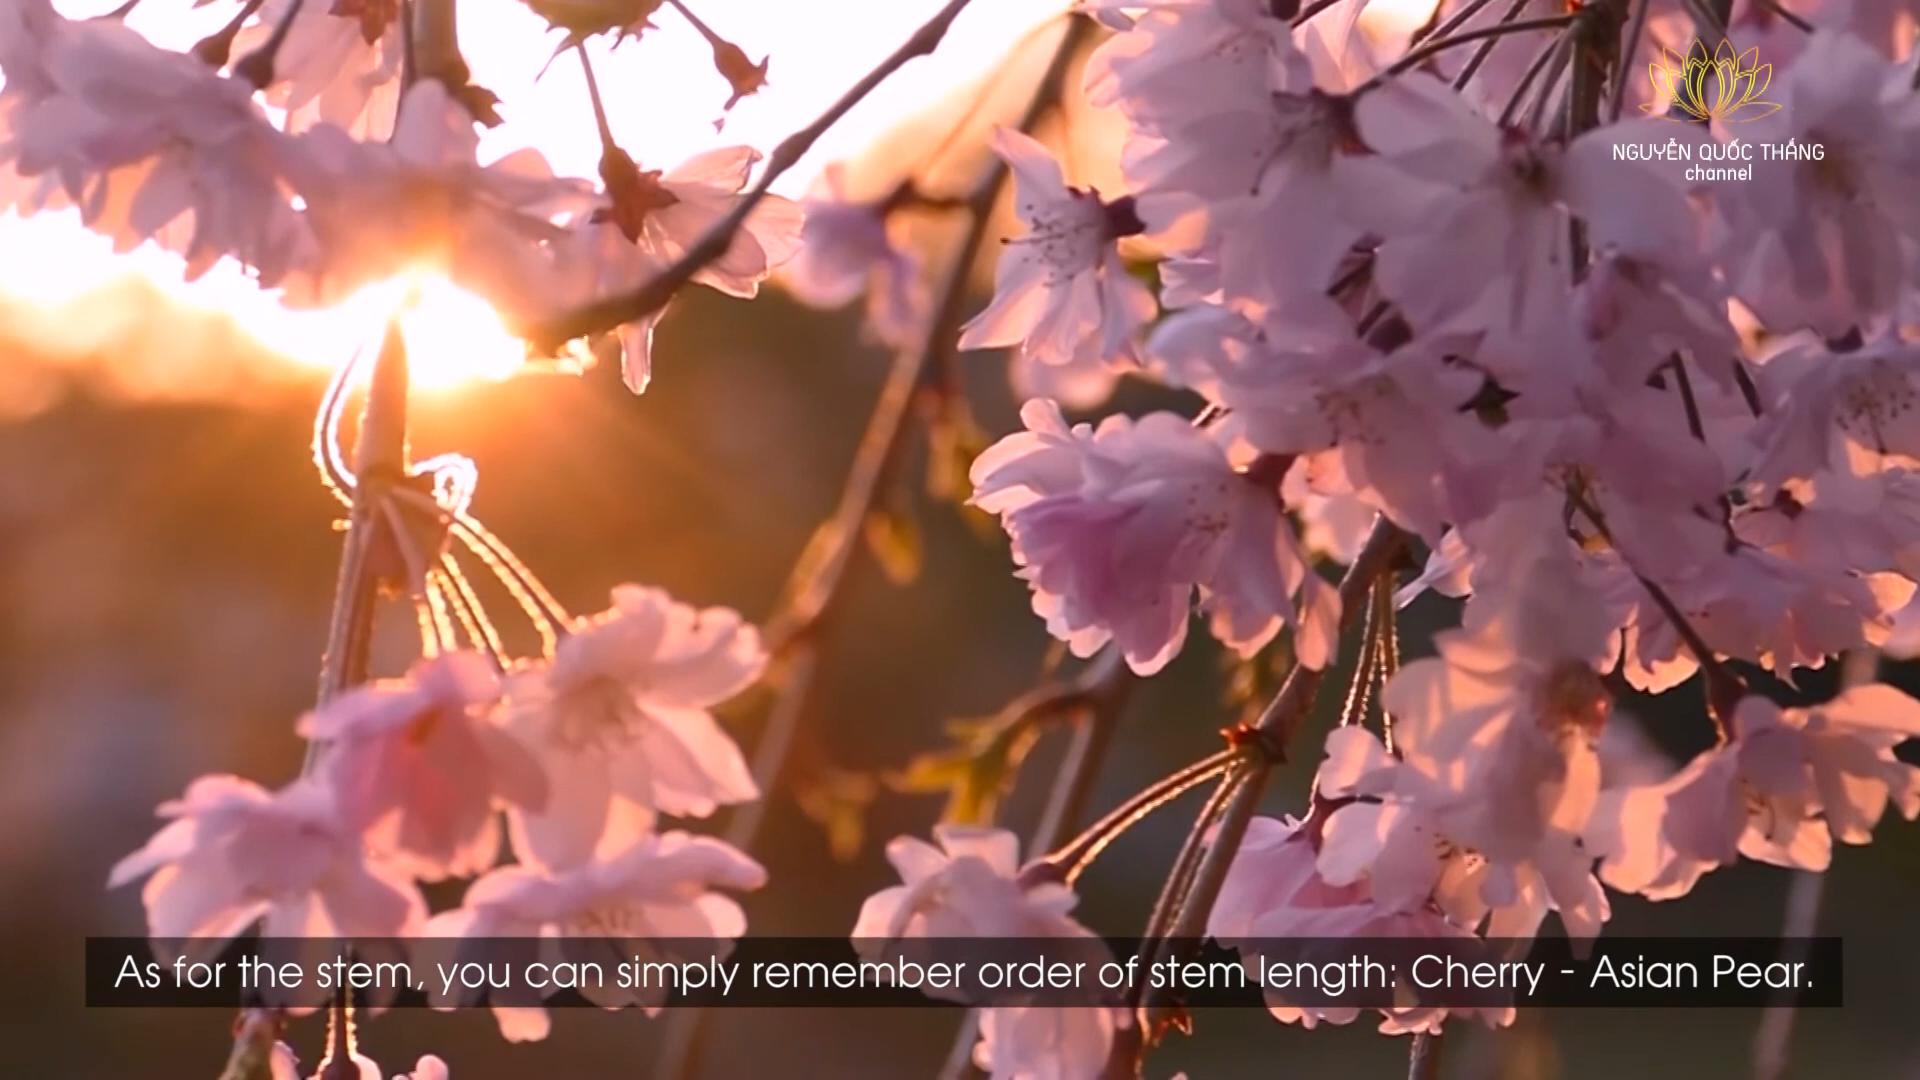 NGUYỄN QUỐC THẮNG
channel
As for the stem, you can simply remember order of stem length: Cherry - Asian Pear.